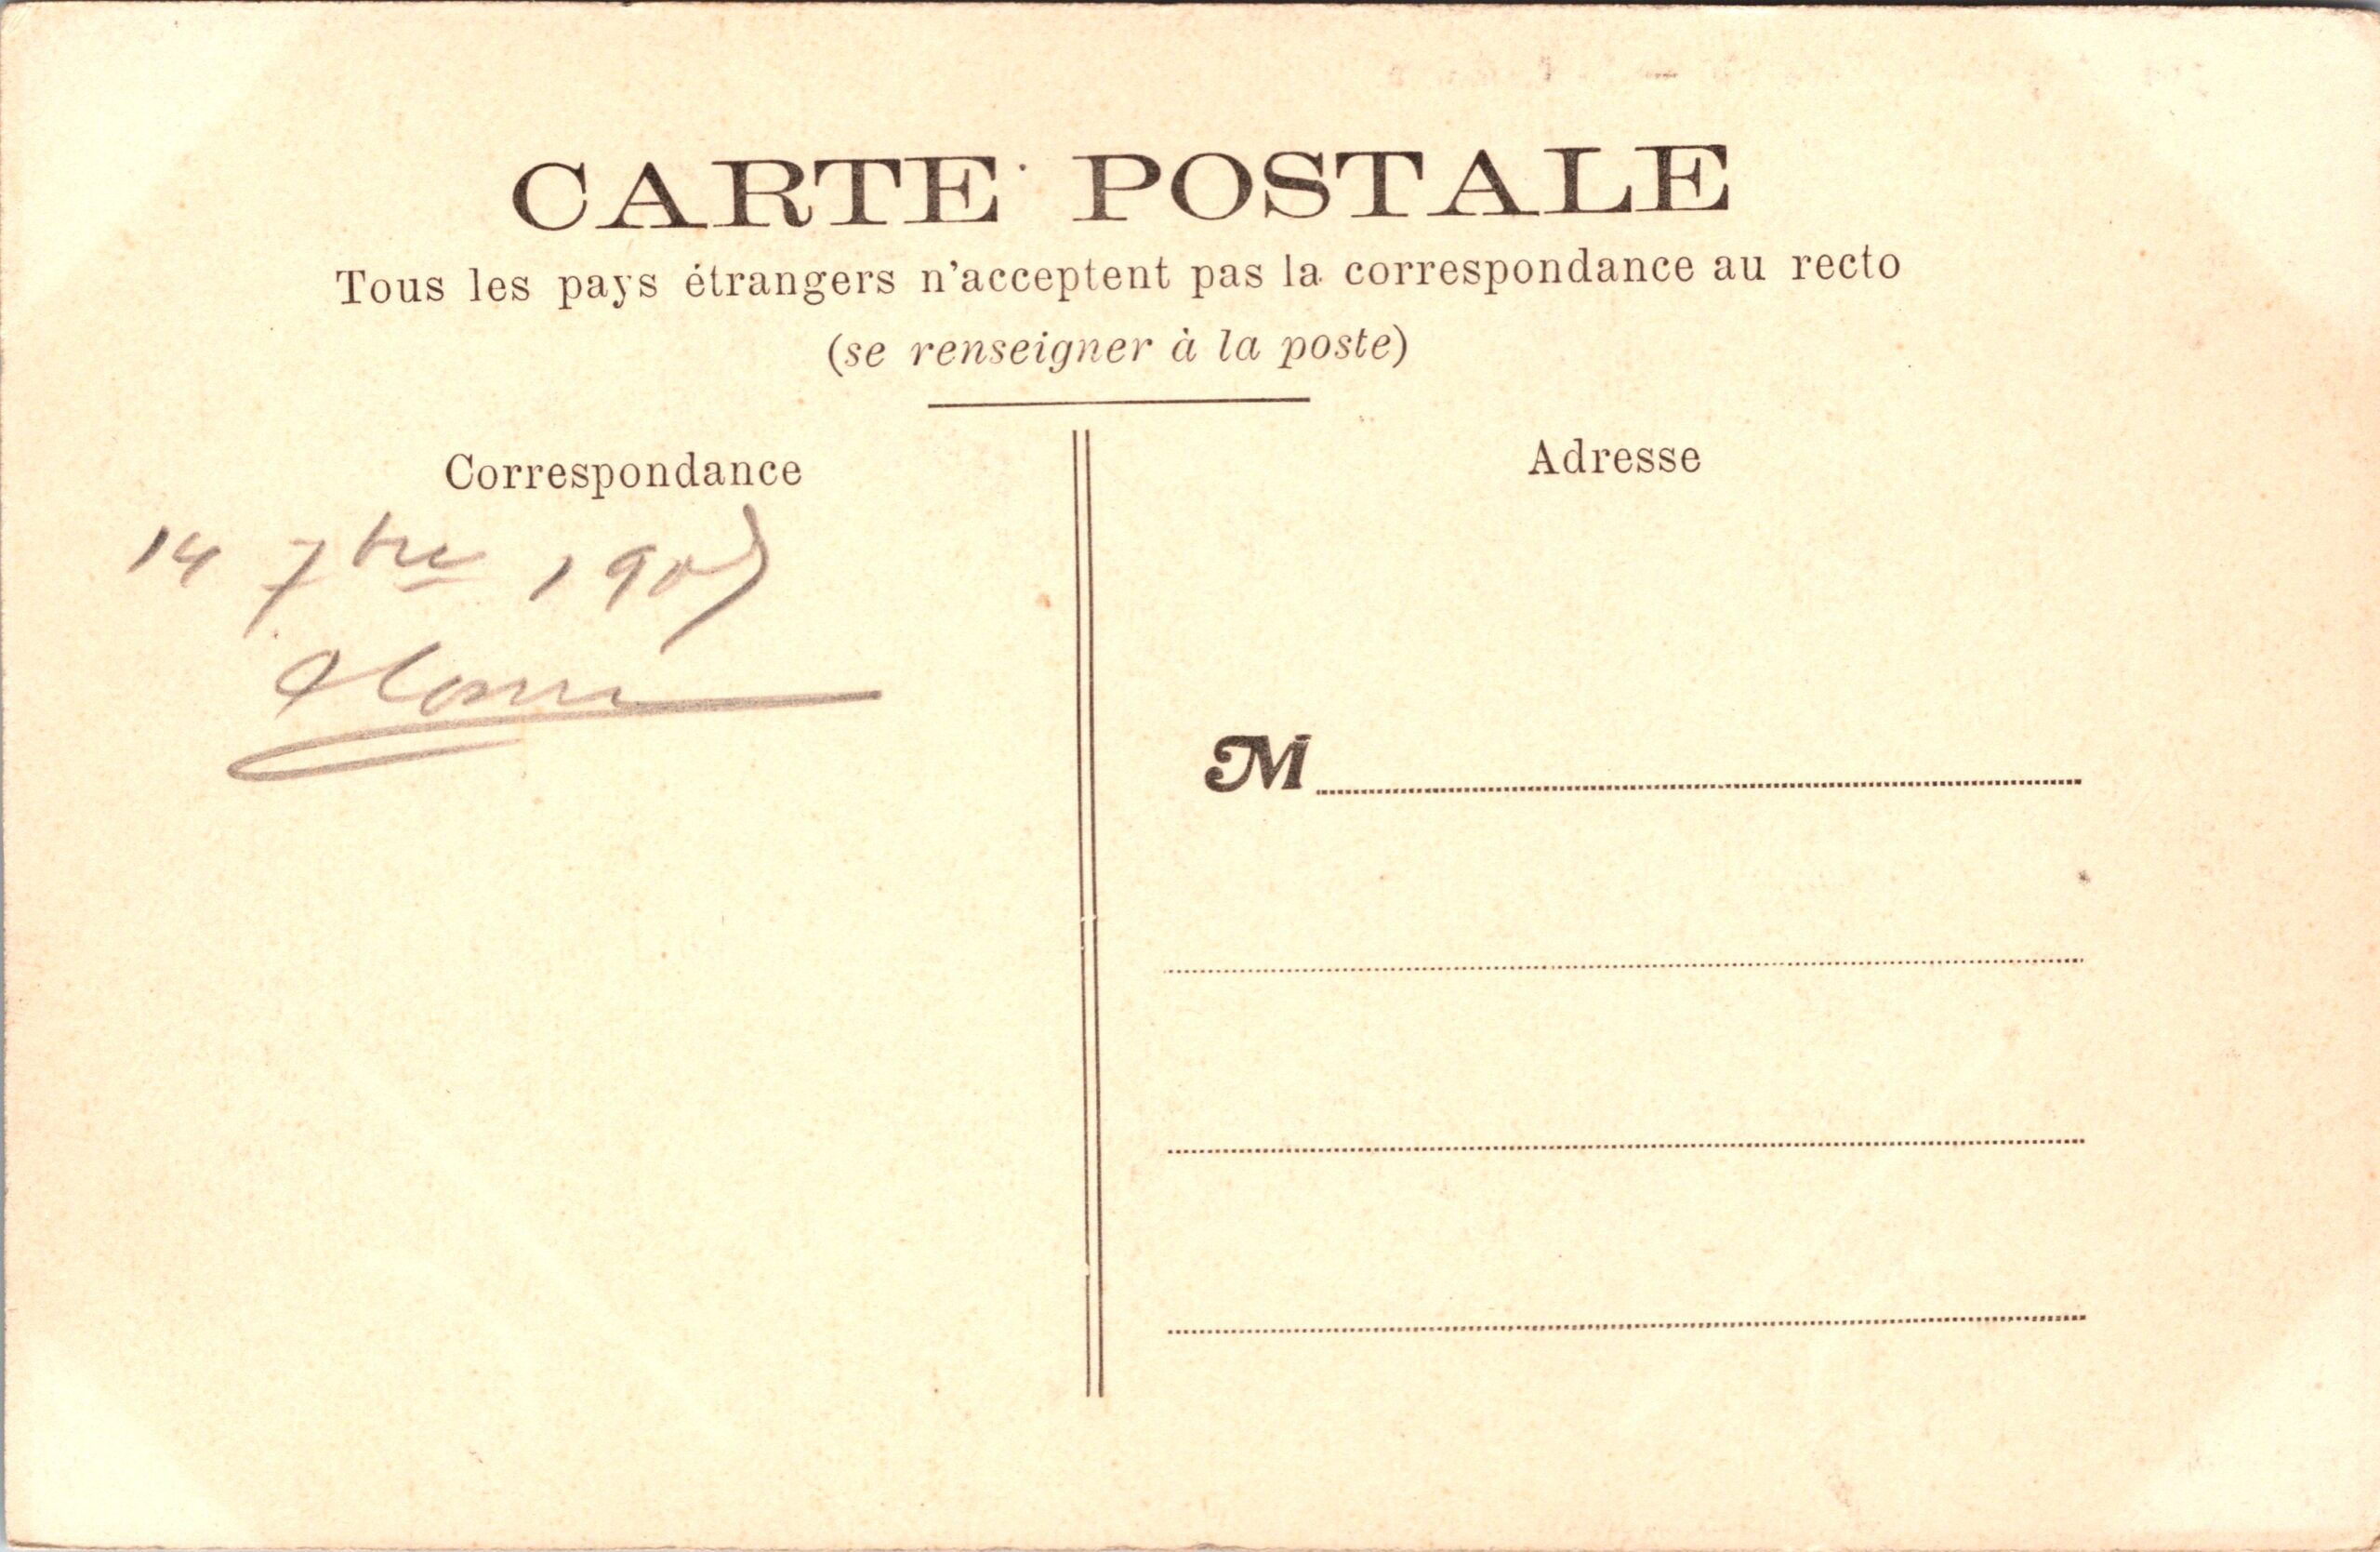 CARTE POSTALE
Tous les pays étrangers n'acceptent pas la correspondance au recto
(se renseigner à la poste)
Correspondance
14 7bre 190
Adresse
M